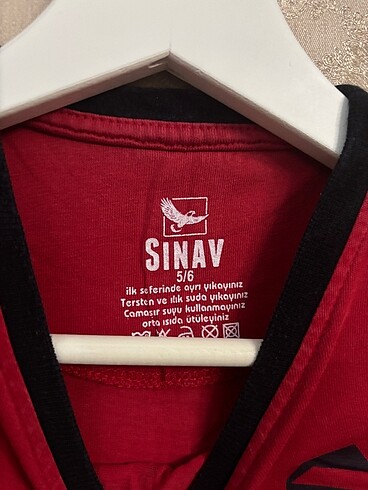 SINAV
5/6
ilk seferinde ayrı yıkayınız
Tersten ve ılık suda yıkayınız
Çamaşır suyu kullanmayınız
orta ısıda ütüleyiniz